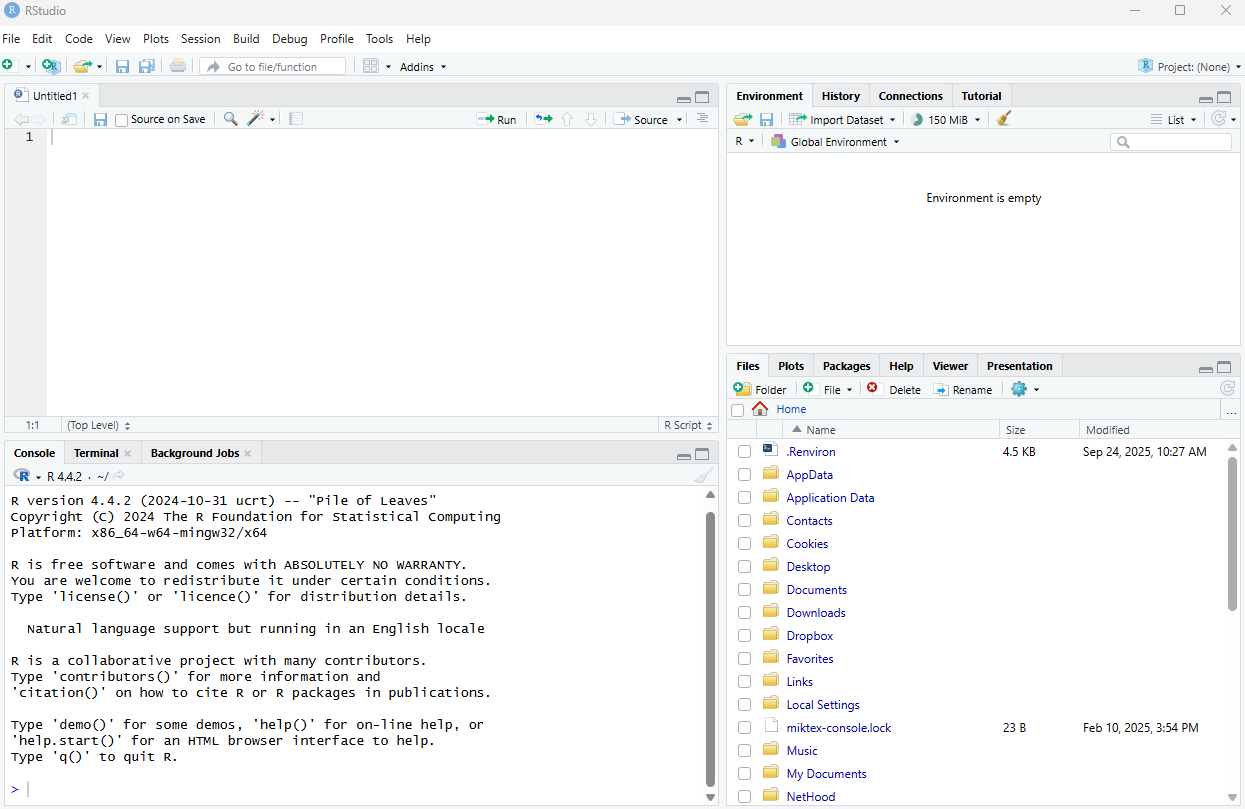 RStudio
File Edit Code View Plots Session Build Debug Profile Tools Help
Go to file/function Addins Project: (None)
Untitled1
Source on Save Run Source
1
1:1 (Top Level) R Script
Console Terminal Background Jobs
R 4.4.2 · ~/
R version 4.4.2 (2024-10-31 ucrt) -- "Pile of Leaves"
Copyright (C) 2024 The R Foundation for Statistical Computing
Platform: x86_64-w64-mingw32/x64
R is free software and comes with ABSOLUTELY NO WARRANTY.
You are welcome to redistribute it under certain conditions.
Type 'license()' or 'licence()' for distribution details.
Natural language support but running in an English locale
R is a collaborative project with many contributors.
Type 'contributors()' for more information and
'citation()' on how to cite R or R packages in publications.
Type 'demo()' for some demos, 'help()' for on-line help, or
'help.start()' for an HTML browser interface to help.
Type 'q()' to quit R.
>
Environment History Connections Tutorial
Import Dataset 150 MiB List
R Global Environment
Environment is empty
Files Plots Packages Help Viewer Presentation
Folder File Delete Rename
Home ...
Name Size Modified
.Renviron 4.5 KB Sep 24, 2025, 10:27 AM
AppData
Application Data
Contacts
Cookies
Desktop
Documents
Downloads
Dropbox
Favorites
Links
Local Settings
miktex-console.lock 23 B Feb 10, 2025, 3:54 PM
Music
My Documents
NetHood